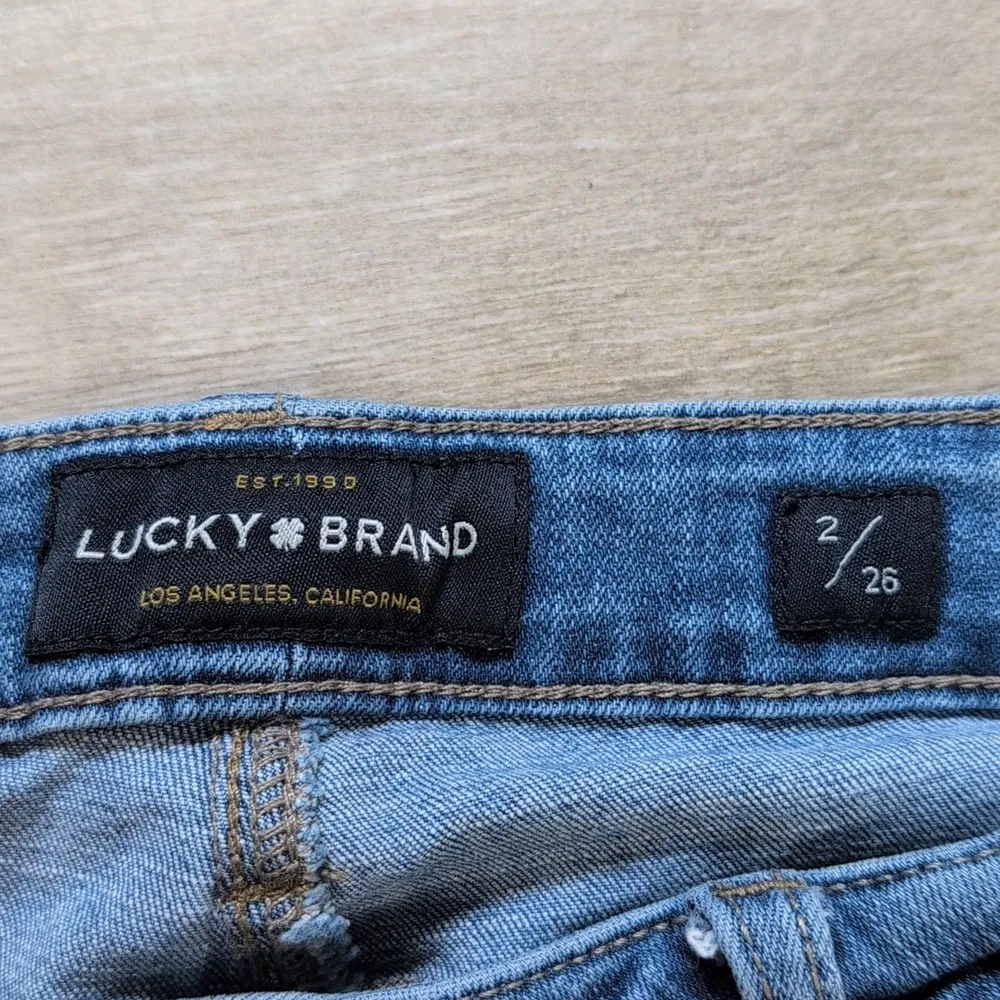 EST. 1990
LUCKY BRAND
LOS ANGELES, CALIFORNIA
2/26